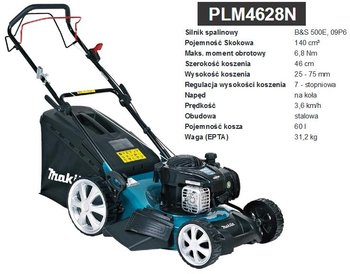 PLM4628N
Silnik spalinowy B&S 500E, 09P6
Pojemność Skokowa 140 cm³
Maks. moment obrotowy 6,8 Nm
Szerokość koszenia 46 cm
Wysokość koszenia 25 - 75 mm
Regulacja wysokości koszenia 7 - stopniowa
Napęd na koła
Prędkość 3,6 km/h
Obudowa stalowa
Pojemność kosza 60 l
Waga (EPTA) 31,2 kg
Makita
Makita